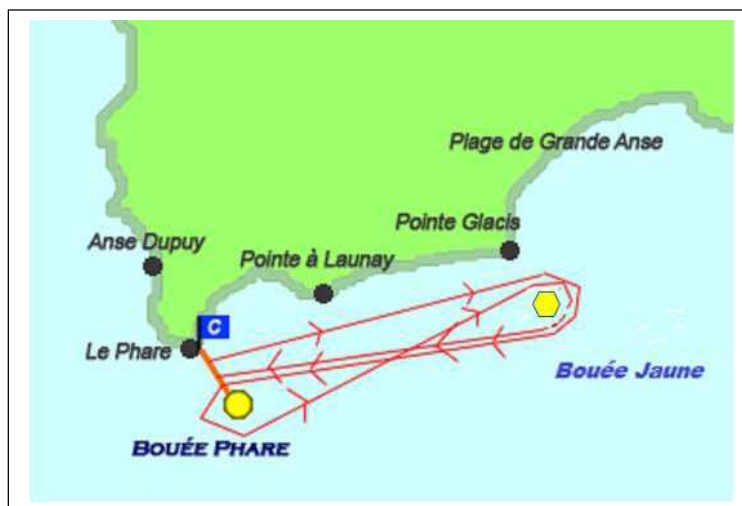 Plage de Grande Anse
Pointe Glacis
Anse Dupuy
Pointe à Launay
C
Le Phare
Bouée Jaune
BOUÉE PHARE